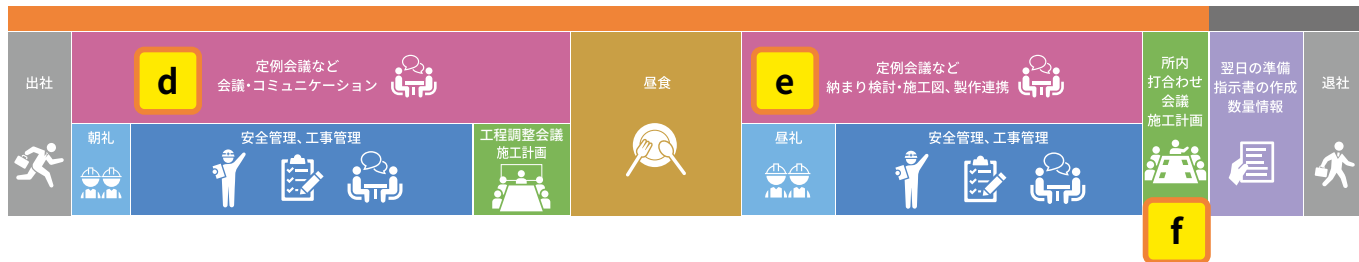 出社
d
定例会議など
会議・コミュニケーション
朝礼
安全管理、工事管理
工程調整会議
施工計画
昼食
e
定例会議など
納まり検討・施工図、製作連携
昼礼
安全管理、工事管理
所内
打合わせ
会議
施工計画
f
翌日の準備
指示書の作成
数量情報
退社